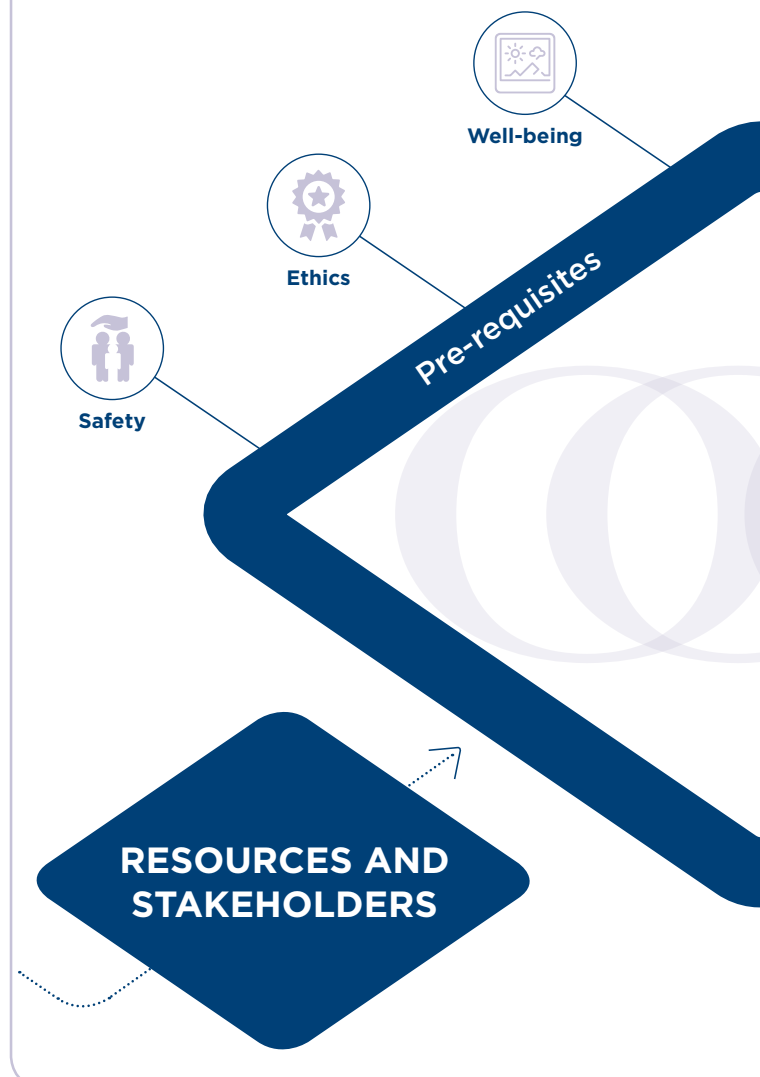 Well-being
Ethics
Pre-requisites
Safety
RESOURCES AND
STAKEHOLDERS